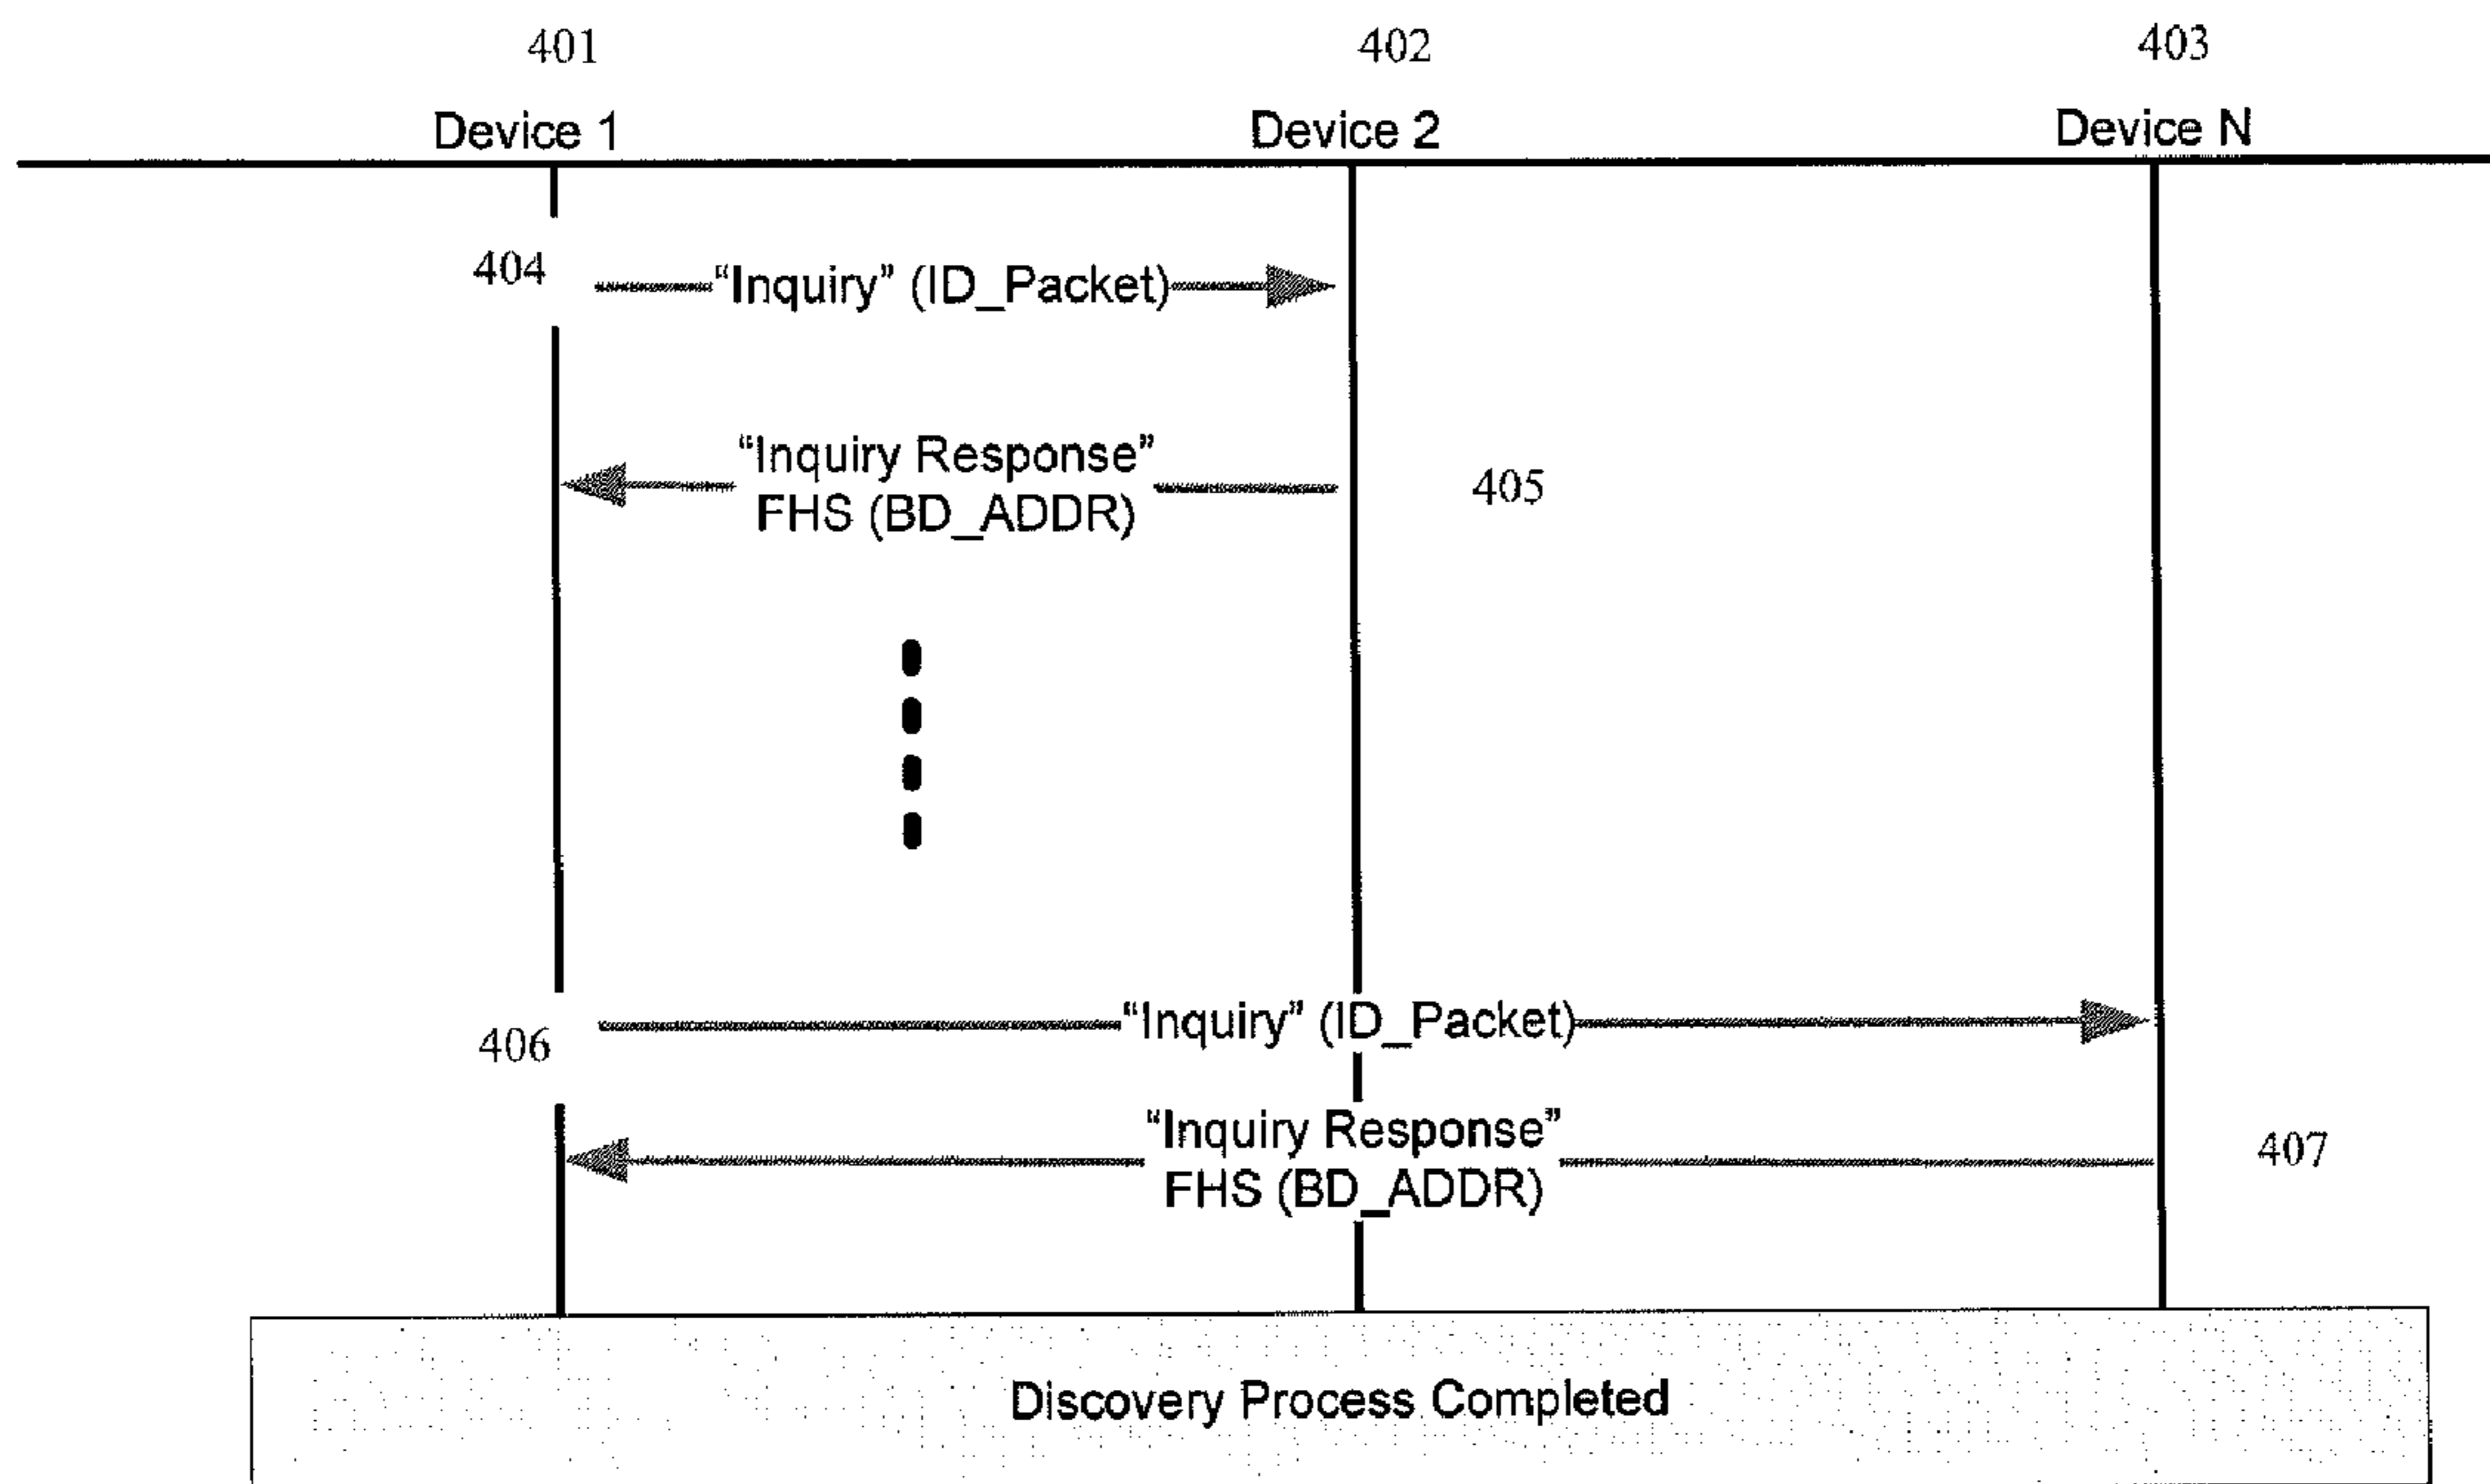 401
402
403
Device 1
Device 2
Device N
404
“Inquiry” (ID_Packet)
“Inquiry Response”
FHS (BD_ADDR)
405
“Inquiry” (ID_Packet)
406
“Inquiry Response”
FHS (BD_ADDR)
407
Discovery Process Completed